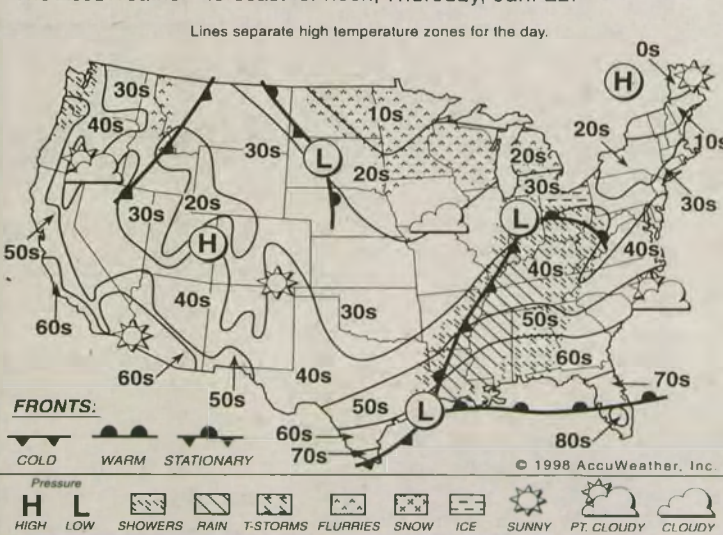 Lines separate high temperature zones for the day.
H
0s
30s
10s
40s
20s
10s
L
30s
20s
20s
30s
30s
20s
30s
L
50s
H
40s
40s
60s
40s
30s
50s
60s
60s
40s
50s
50s
70s
L
60s
70s
80s
FRONTS:
COLD WARM STATIONARY
© 1998 AccuWeather, Inc.
Pressure
H L
HIGH LOW SHOWERS RAIN T-STORMS FLURRIES SNOW ICE SUNNY PT. CLOUDY CLOUDY